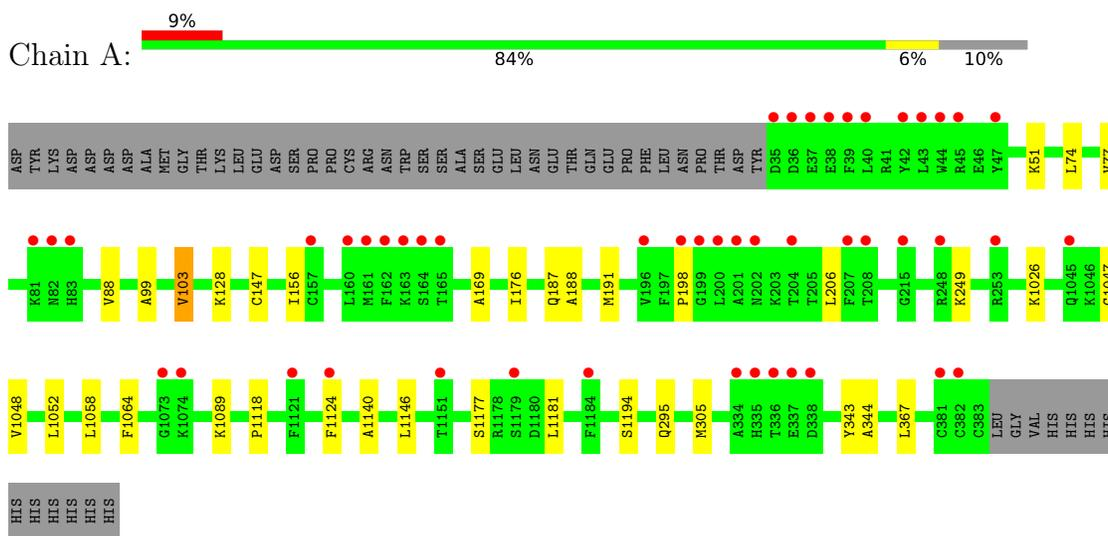 9%
Chain A:
84% 6% 10%
ASP TYR LYS ASP ASP ASP ASP ALA MET GLY THR LYS LEU GLU ASP SER PRO PRO CYS ARG ASN TRP SER SER ALA SER GLU LEU ASN GLU THR GLN GLU PRO PHE LEU ASN PRO THR ASP TYR D35 D36 E37 E38 F39 L40 R41 Y42 L43 W44 R45 E46 Y47 K51 L74
K81 N82 H83 V88 A99 V103 K128 C147 I156 C157 L160 M161 F162 K163 S164 T165 A169 I176 Q187 A188 M191 V196 F197 P198 G199 L200 A201 N202 K203 T204 T205 L206 F207 T208 G215 R248 K249 R253 K1026 Q1045 K1046 G1047
V1048 L1052 L1058 F1064 G1073 K1074 K1089 P1118 F1121 F1124 A1140 L1146 T1151 S1177 R1178 S1179 D1180 L1181 F1184 S1194 Q295 M305 A334 H335 T336 E337 D338 Y343 A344 L367 C381 C382 C383 LEU GLY VAL HIS HIS HIS HIS HIS
HIS HIS HIS HIS HIS HIS